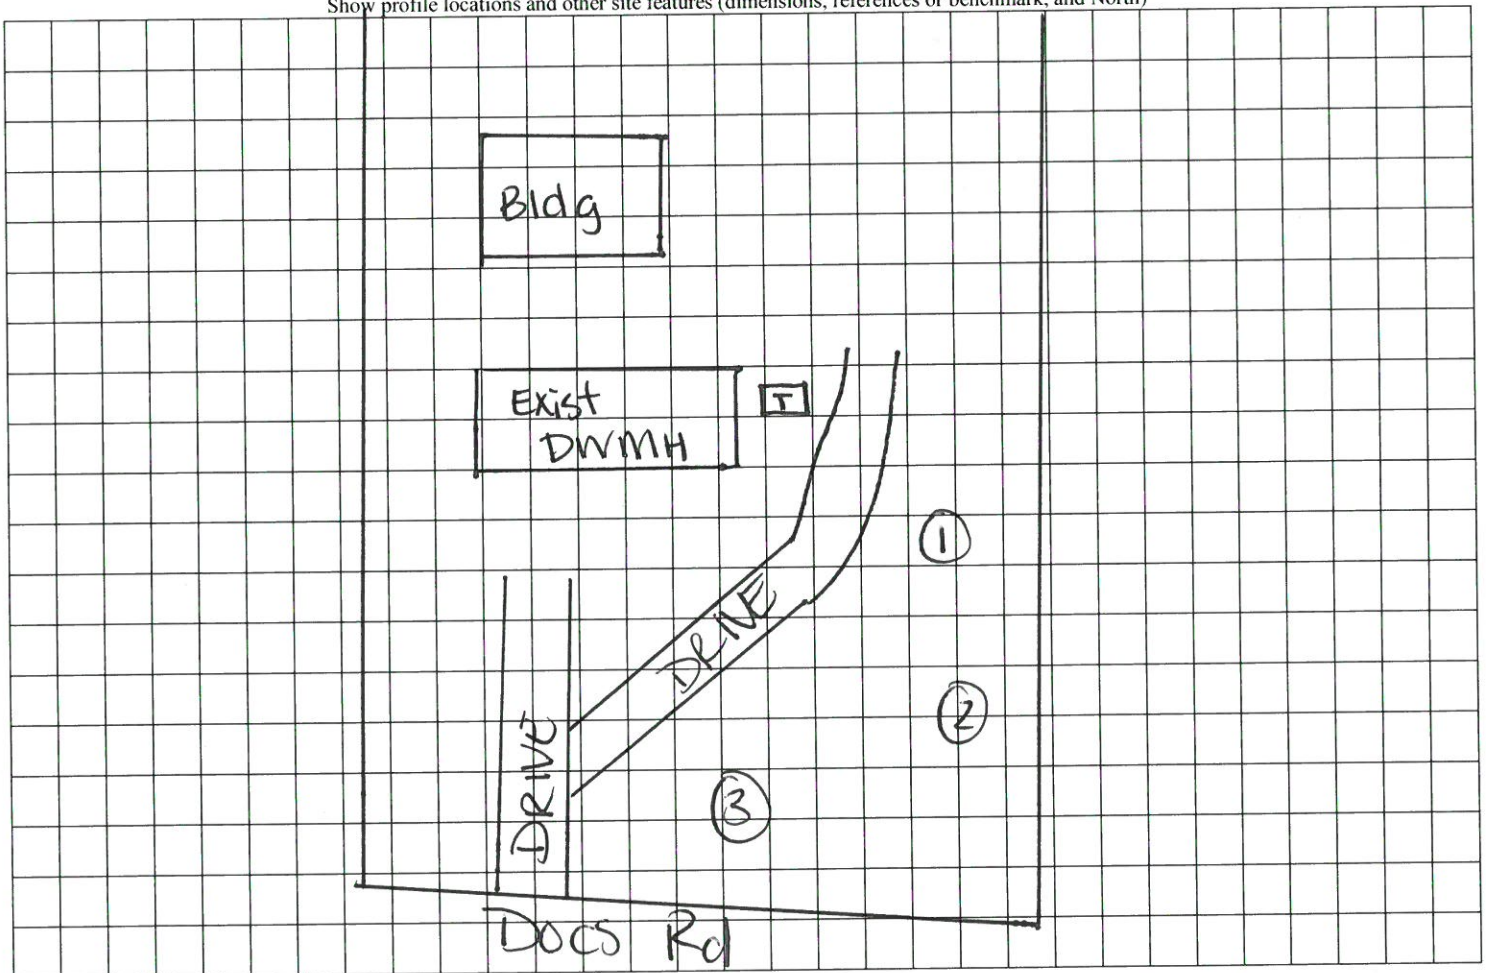 Show profile locations and other site features (dimensions, references or benchmark, and North)
Bldg
Exist
DWMH
T
1
DRIVE
2
DRIVE
3
Docs Rd